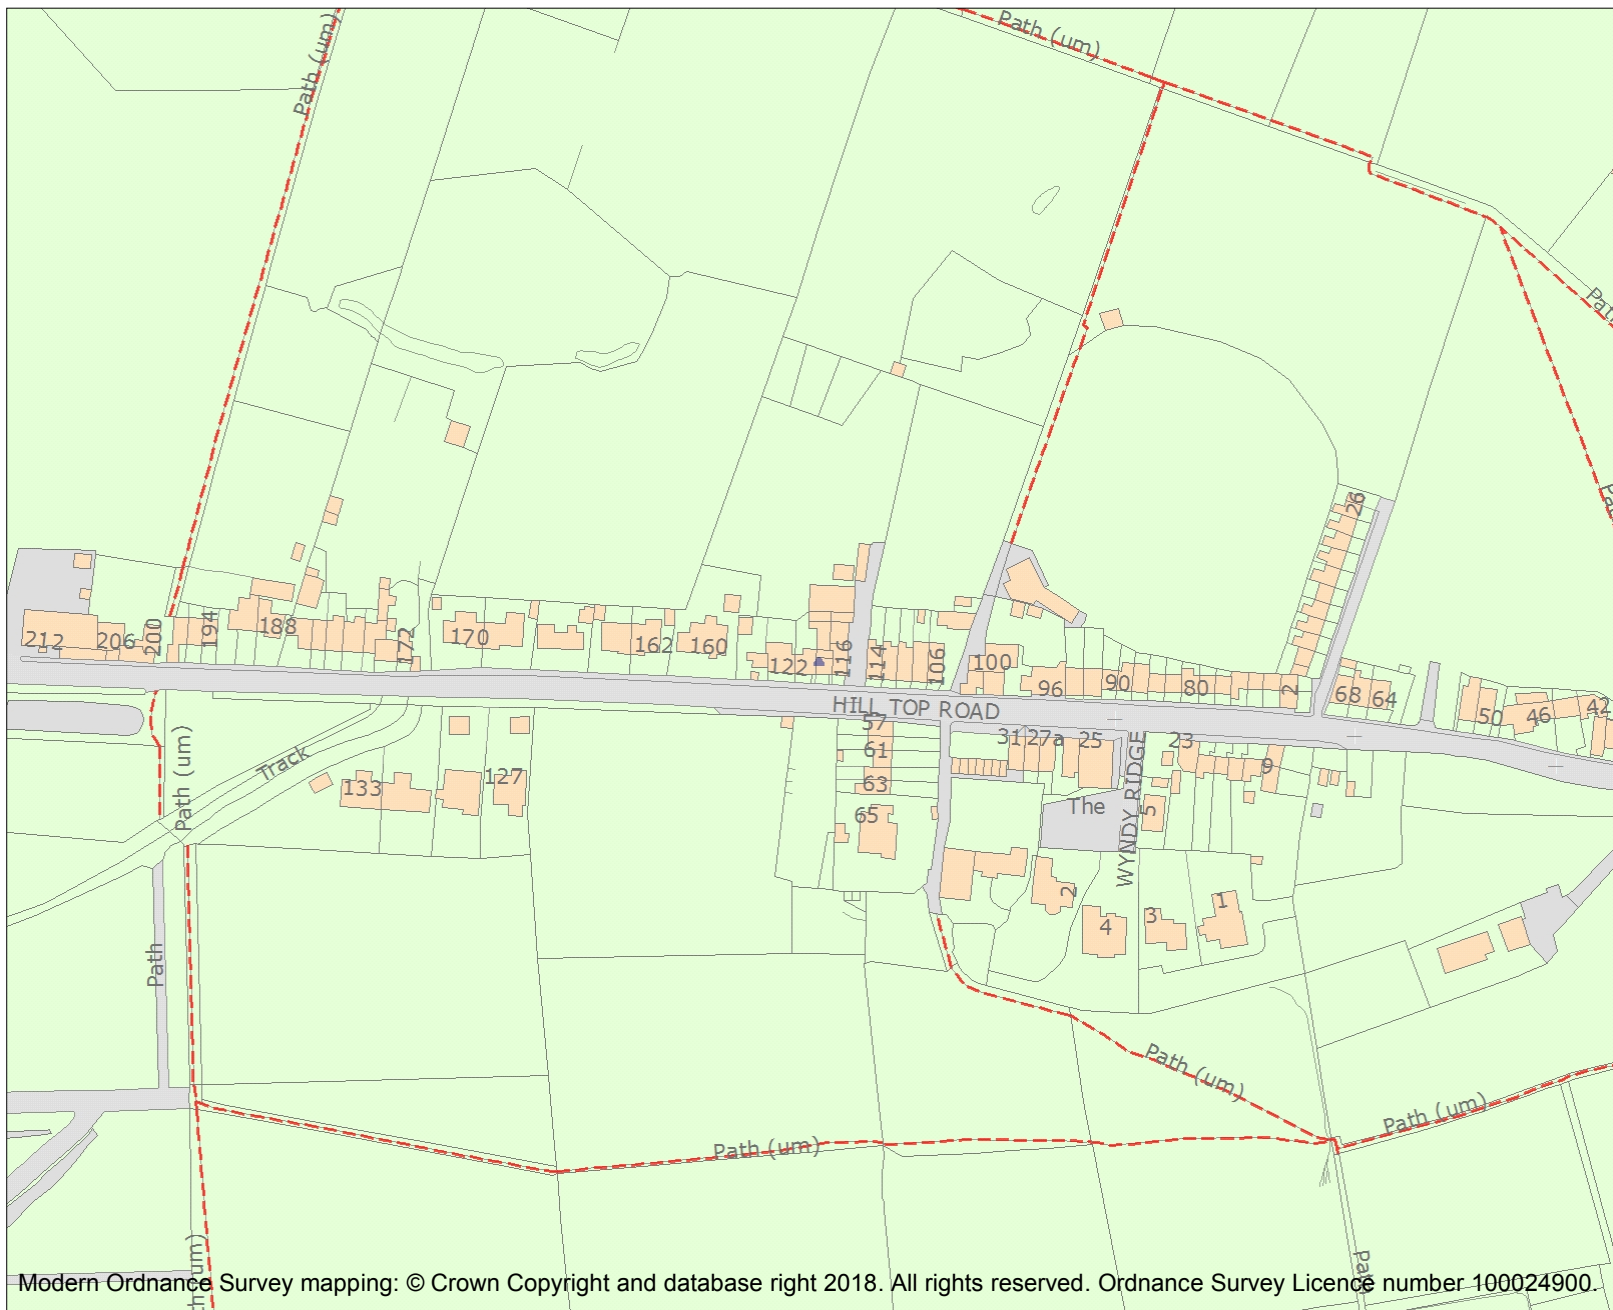 Path (um)
Path (um)
Path
Path
26
212
206
200
194
188
172
170
162
160
122
116
114
106
100
96
90
80
2
68
64
50
46
42
HILL TOP ROAD
57
61
63
65
31
27a
25
23
9
WYNDY RIDGE
The
5
2
4
3
1
Track
133
127
Path (um)
Path
Path (um)
Path (um)
Path (um)
Path
Modern Ordnance Survey mapping: © Crown Copyright and database right 2018. All rights reserved. Ordnance Survey Licence number 100024900.